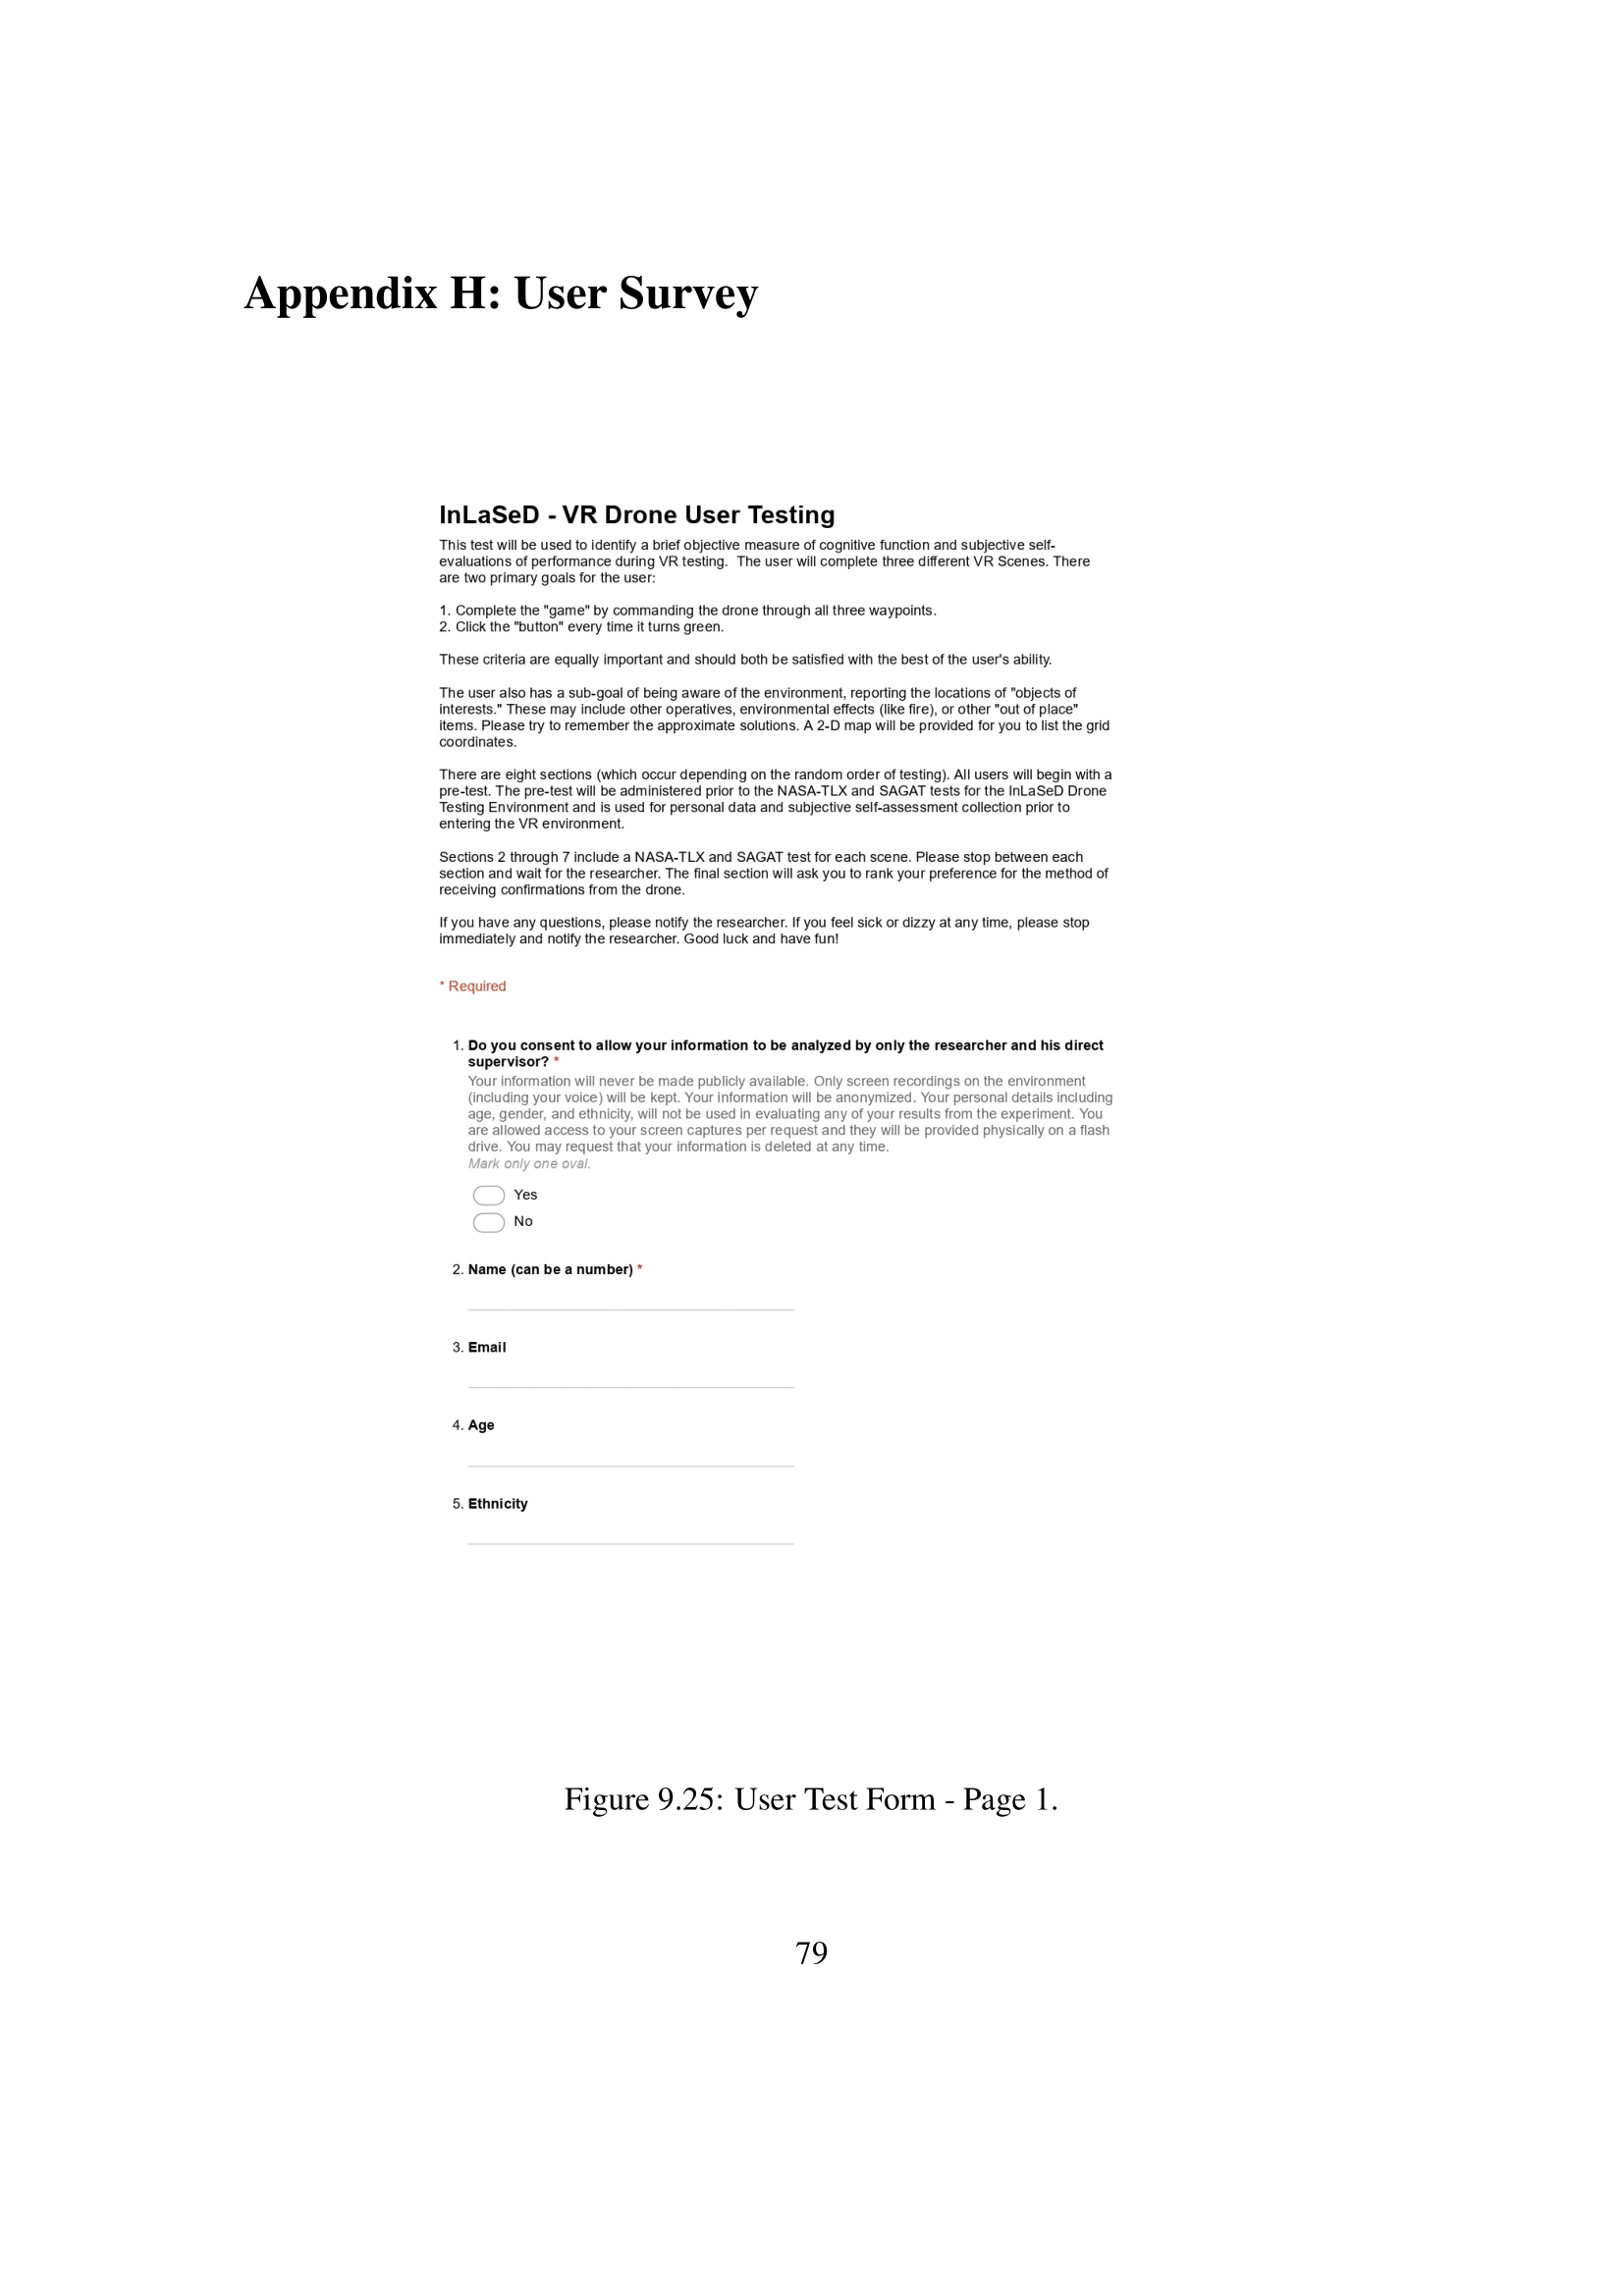 Appendix H: User Survey
InLaSeD - VR Drone User Testing
This test will be used to identify a brief objective measure of cognitive function and subjective self-
evaluations of performance during VR testing.  The user will complete three different VR Scenes. There
are two primary goals for the user:
1. Complete the "game" by commanding the drone through all three waypoints.
2. Click the "button" every time it turns green.
These criteria are equally important and should both be satisfied with the best of the user's ability.
The user also has a sub-goal of being aware of the environment, reporting the locations of "objects of
interests." These may include other operatives, environmental effects (like fire), or other "out of place"
items. Please try to remember the approximate solutions. A 2-D map will be provided for you to list the grid
coordinates.
There are eight sections (which occur depending on the random order of testing). All users will begin with a
pre-test. The pre-test will be administered prior to the NASA-TLX and SAGAT tests for the InLaSeD Drone
Testing Environment and is used for personal data and subjective self-assessment collection prior to
entering the VR environment.
Sections 2 through 7 include a NASA-TLX and SAGAT test for each scene. Please stop between each
section and wait for the researcher. The final section will ask you to rank your preference for the method of
receiving confirmations from the drone.
If you have any questions, please notify the researcher. If you feel sick or dizzy at any time, please stop
immediately and notify the researcher. Good luck and have fun!
* Required
1. Do you consent to allow your information to be analyzed by only the researcher and his direct
supervisor? *
Your information will never be made publicly available. Only screen recordings on the environment
(including your voice) will be kept. Your information will be anonymized. Your personal details including
age, gender, and ethnicity, will not be used in evaluating any of your results from the experiment. You
are allowed access to your screen captures per request and they will be provided physically on a flash
drive. You may request that your information is deleted at any time.
Mark only one oval.
Yes
No
2. Name (can be a number) *
3. Email
4. Age
5. Ethnicity
Figure 9.25: User Test Form - Page 1.
79